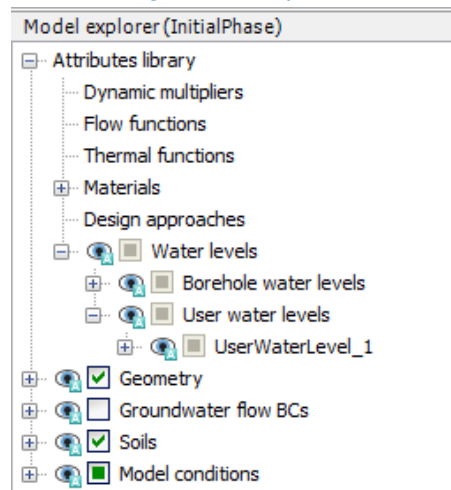 Model explorer (InitialPhase)
Attributes library
Dynamic multipliers
Flow functions
Thermal functions
Materials
Design approaches
Water levels
Borehole water levels
User water levels
UserWaterLevel_1
Geometry
Groundwater flow BCs
Soils
Model conditions